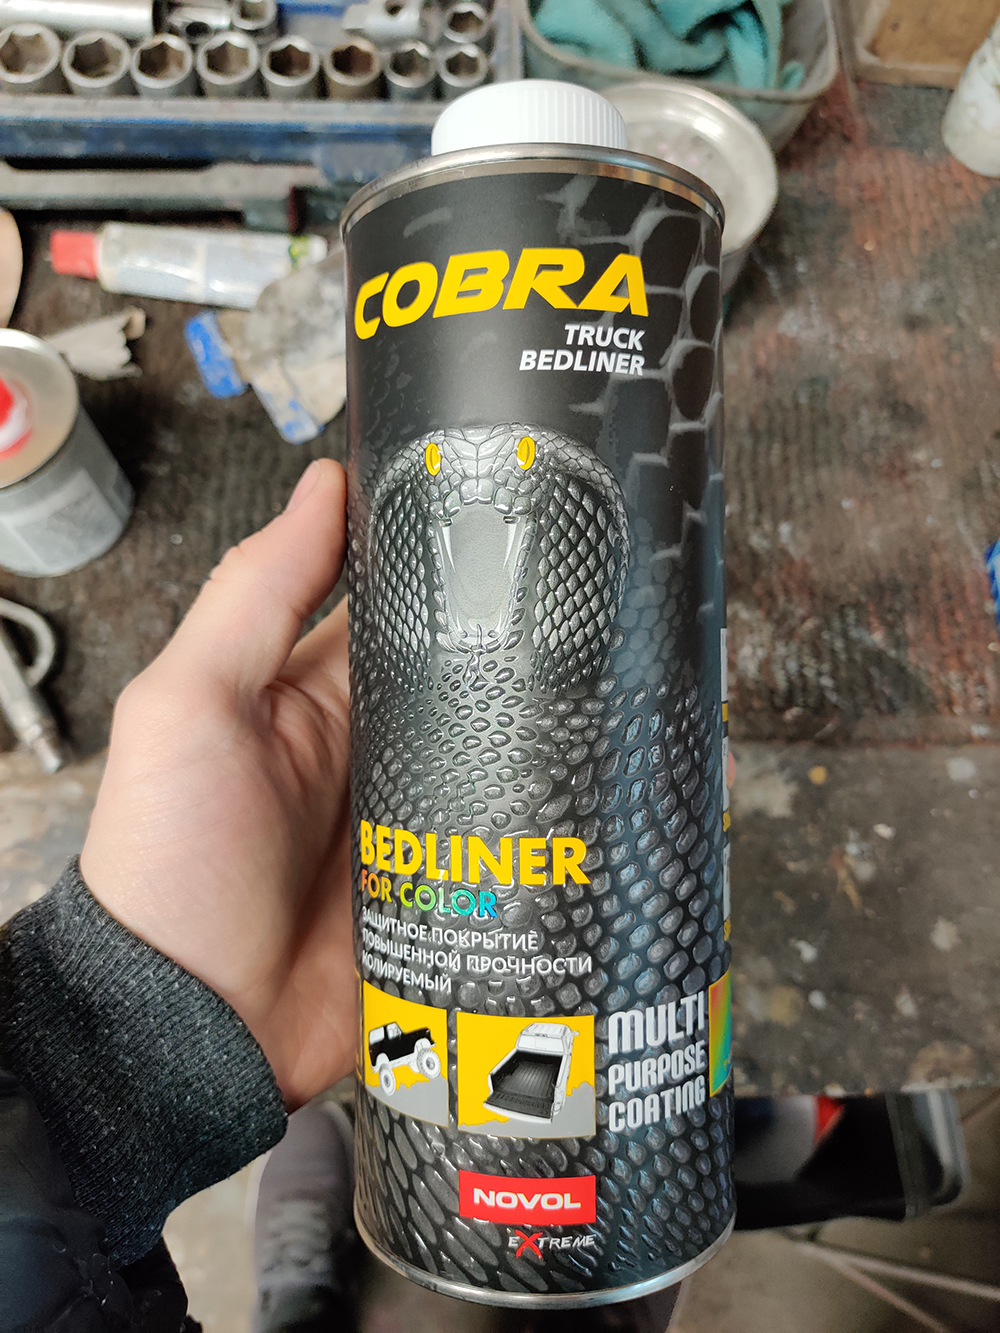 COBRA
TRUCK
BEDLINER
BEDLINER
FOR COLOR
ЗАЩИТНОЕ ПОКРЫТИЕ
ПОВЫШЕННОЙ ПРОЧНОСТИ
КОЛИРУЕМЫЙ
MULTI
PURPOSE
COATING
NOVOL
EXTREME